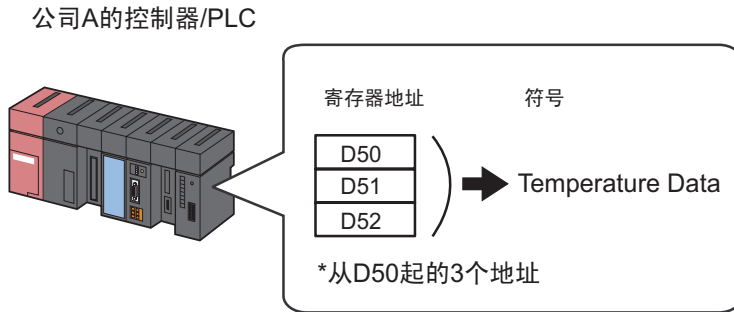 公司A的控制器/PLC
寄存器地址 符号
D50
D51
D52
Temperature Data
*从D50起的3个地址